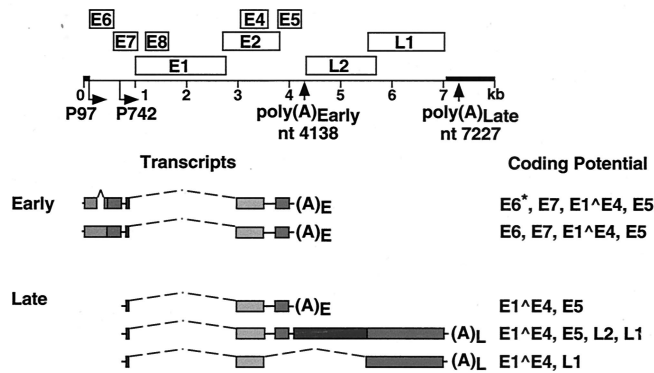 E6 E4 E5
E7 E8 E2 L1
E1 L2
0 1 2 3 4 5 6 7 kb
P97 P742 poly(A)Early poly(A)Late
nt 4138 nt 7227
Transcripts Coding Potential
Early (A)E E6*, E7, E1^E4, E5
(A)E E6, E7, E1^E4, E5
Late (A)E E1^E4, E5
(A)L E1^E4, E5, L2, L1
(A)L E1^E4, L1